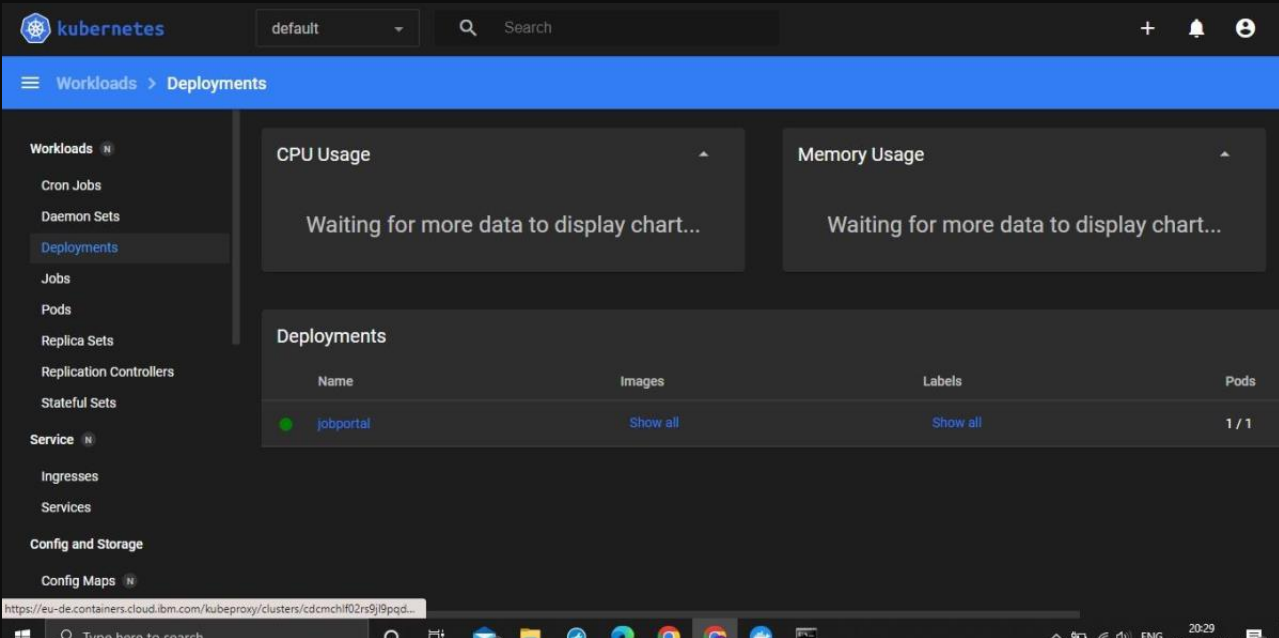 kubernetes
default
Search
Workloads > Deployments
Workloads N
Cron Jobs
Daemon Sets
Deployments
Jobs
Pods
Replica Sets
Replication Controllers
Stateful Sets
Service N
Ingresses
Services
Config and Storage
Config Maps N
CPU Usage
Waiting for more data to display chart...
Memory Usage
Waiting for more data to display chart...
Deployments
Name Images Labels Pods
jobportal Show all Show all 1 / 1
https://eu-de.containers.cloud.ibm.com/kubeproxy/clusters/cdcmchlf02rs9jl9pqd...
Type here to search
ENG
20:29